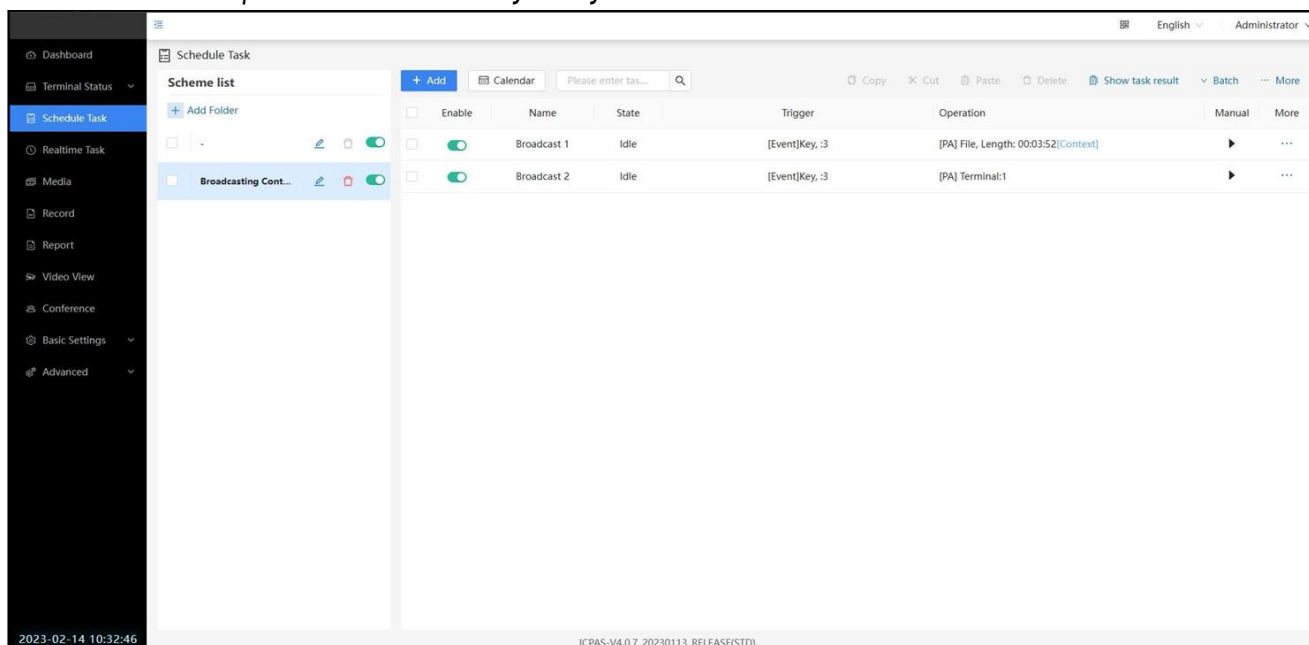 English
Administrator
Dashboard
Terminal Status
Schedule Task
Realtime Task
Media
Record
Report
Video View
Conference
Basic Settings
Advanced
2023-02-14 10:32:46
Schedule Task
Scheme list
+ Add Folder
-
Broadcasting Cont...
+ Add Calendar Please enter tas... Copy Cut Paste Delete Show task result Batch ... More
Enable Name State Trigger Operation Manual More
Broadcast 1 Idle [Event]Key, :3 [PA] File, Length: 00:03:52[Context] ...
Broadcast 2 Idle [Event]Key, :3 [PA] Terminal:1 ...
ICPAS-V4.0.7_20230113_RELEASE(STD)